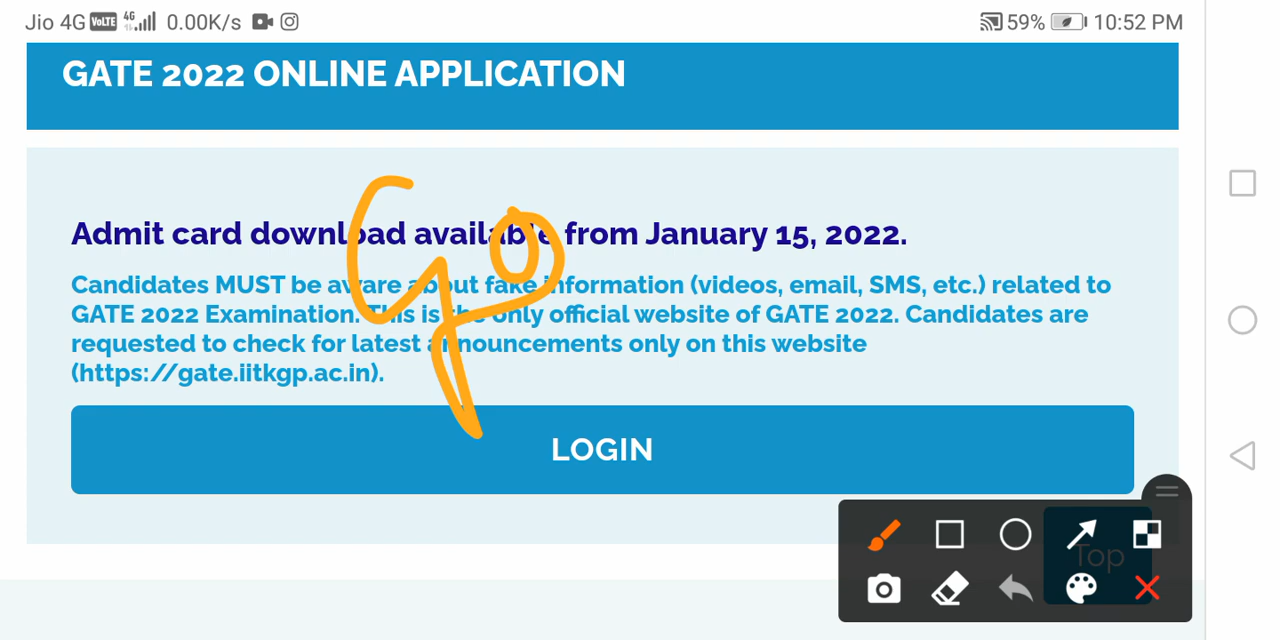 Jio 4G VoLTE 4G 0.00K/s 59% 10:52 PM
GATE 2022 ONLINE APPLICATION
Admit card download available from January 15, 2022.
Candidates MUST be aware about fake information (videos, email, SMS, etc.) related to
GATE 2022 Examination. This is the only official website of GATE 2022. Candidates are
requested to check for latest announcements only on this website
(https://gate.iitkgp.ac.in).
Go
LOGIN
Top